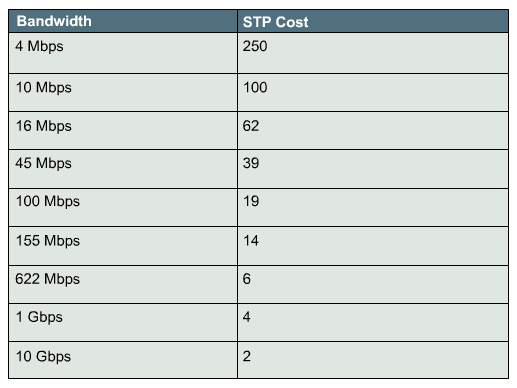 Bandwidth STP Cost
4 Mbps 250
10 Mbps 100
16 Mbps 62
45 Mbps 39
100 Mbps 19
155 Mbps 14
622 Mbps 6
1 Gbps 4
10 Gbps 2